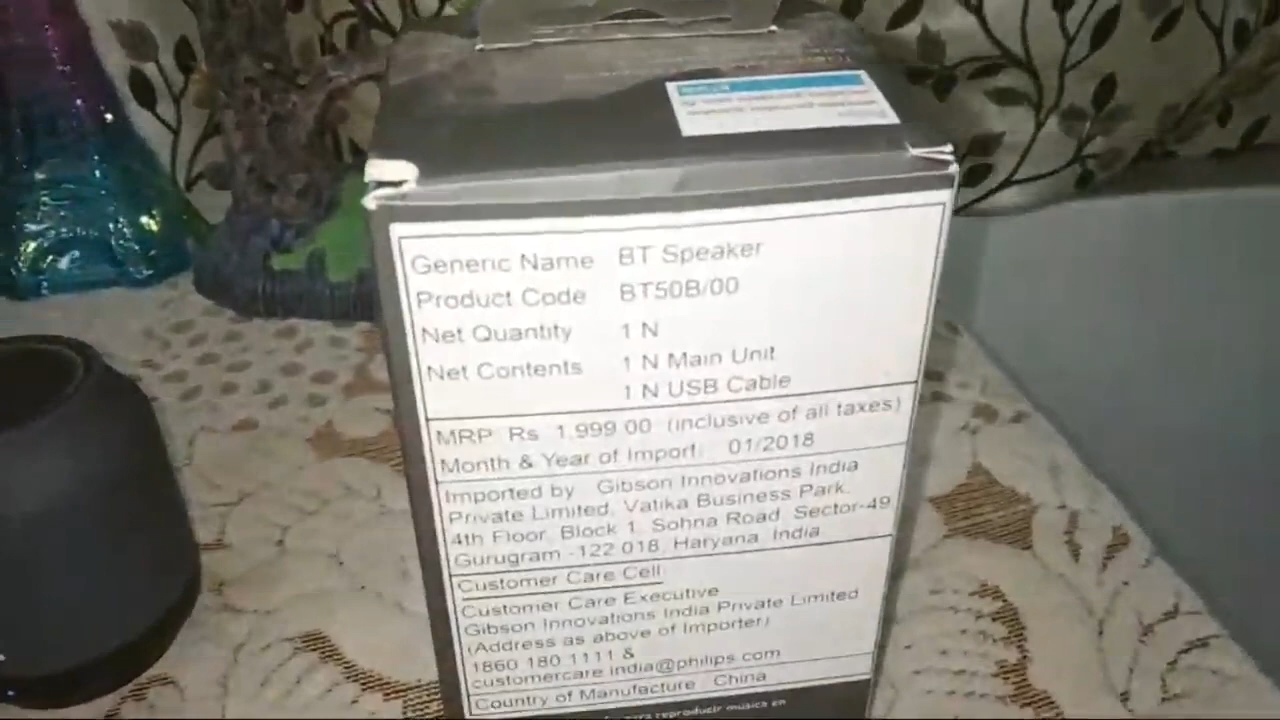 Generic Name BT Speaker
Product Code BT50B/00
Net Quantity 1 N
Net Contents 1 N Main Unit
1 N USB Cable
MRP Rs 1,999.00 (inclusive of all taxes)
Month & Year of Import: 01/2018
Imported by Gibson Innovations India
Private Limited, Vatika Business Park,
4th Floor, Block 1, Sohna Road, Sector-49,
Gurugram -122 018, Haryana, India
Customer Care Cell:
Customer Care Executive
Gibson Innovations India Private Limited
(Address as above of Importer)
1860 180 1111 &
customercare.india@philips.com
Country of Manufacture: China
para reproducir música en